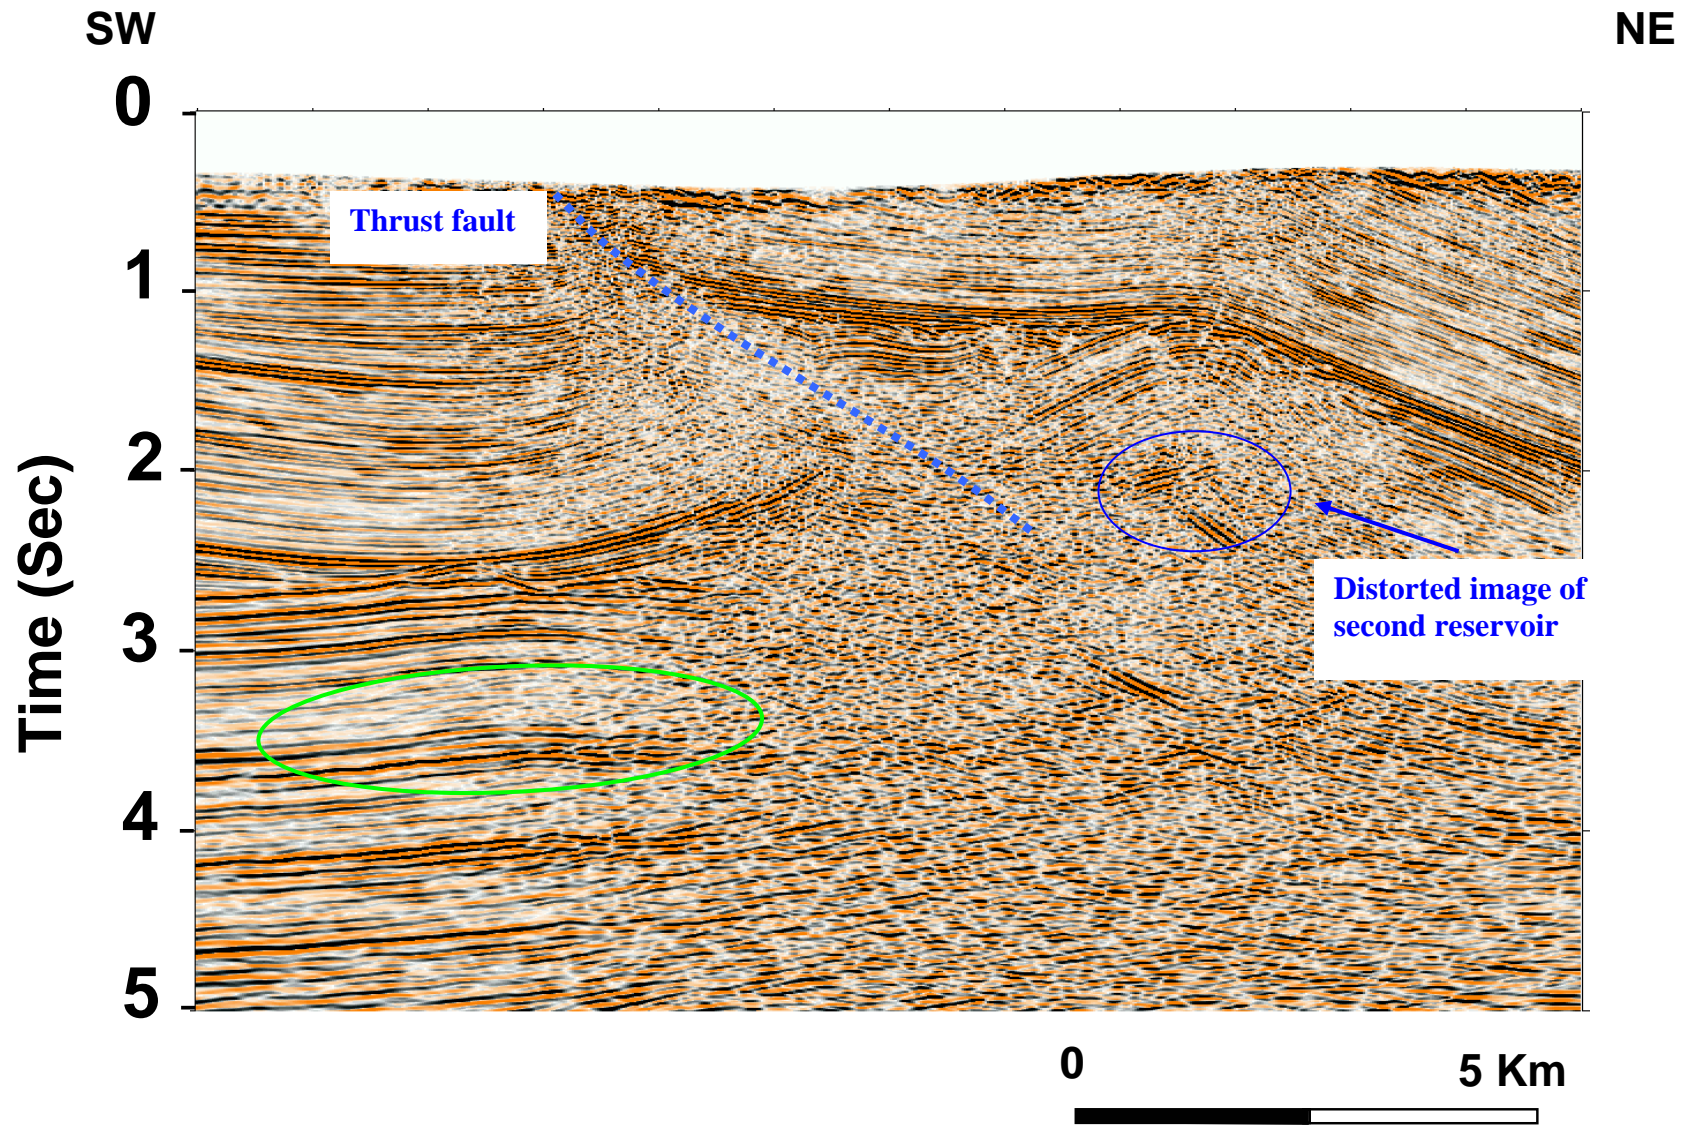 SW
NE
0
Thrust fault
1
2
Time (Sec)
Distorted image of
second reservoir
3
4
5
0
5 Km